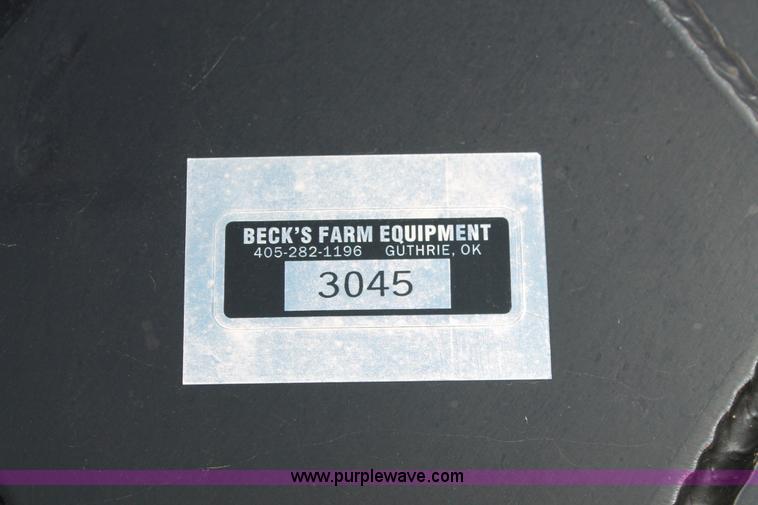 BECK'S FARM EQUIPMENT
405-282-1196 GUTHRIE, OK
3045
www.purplewave.com